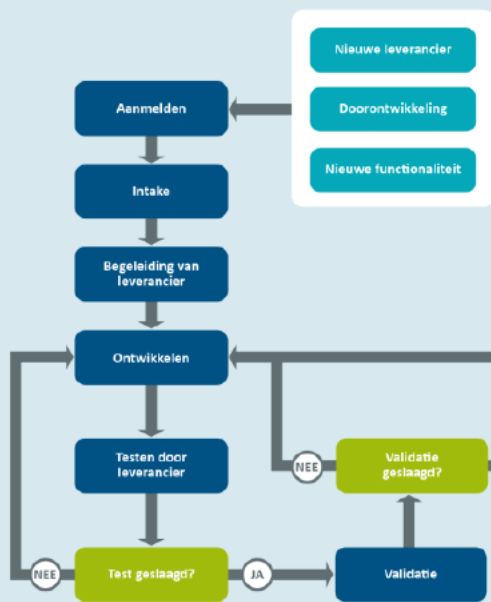 Nieuwe leverancier
Doorontwikkeling
Nieuwe functionaliteit
Aanmelden
Intake
Begeleiding van
leverancier
Ontwikkelen
Testen door
leverancier
Validatie
geslaagd?
NEE
NEE
Test geslaagd?
JA
Validatie